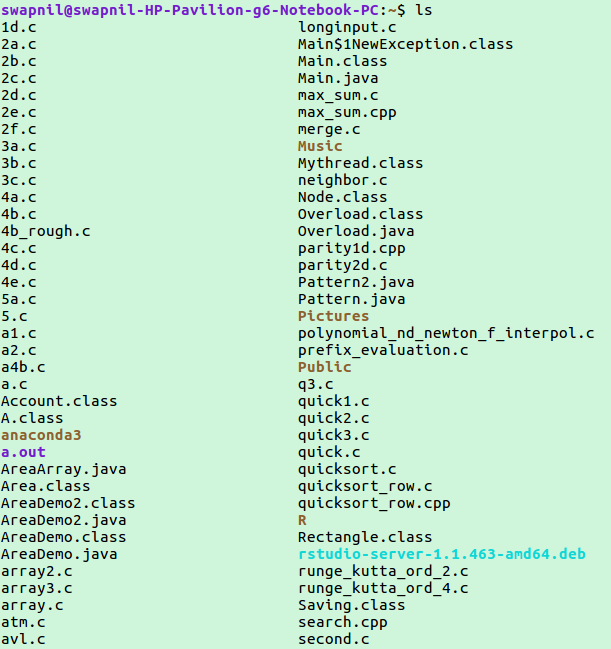 swapnil@swapnil-HP-Pavilion-g6-Notebook-PC:~$ ls
1d.c longinput.c
2a.c Main$1NewException.class
2b.c Main.class
2c.c Main.java
2d.c max_sum.c
2e.c max_sum.cpp
2f.c merge.c
3a.c Music
3b.c Mythread.class
3c.c neighbor.c
4a.c Node.class
4b.c Overload.class
4b_rough.c Overload.java
4c.c parity1d.cpp
4d.c parity2d.c
4e.c Pattern2.java
5a.c Pattern.java
5.c Pictures
a1.c polynomial_nd_newton_f_interpol.c
a2.c prefix_evaluation.c
a4b.c Public
a.c q3.c
Account.class quick1.c
A.class quick2.c
anaconda3 quick3.c
a.out quick.c
AreaArray.java quicksort.c
Area.class quicksort_row.c
AreaDemo2.class quicksort_row.cpp
AreaDemo2.java R
AreaDemo.class Rectangle.class
AreaDemo.java rstudio-server-1.1.463-amd64.deb
array2.c runge_kutta_ord_2.c
array3.c runge_kutta_ord_4.c
array.c Saving.class
atm.c search.cpp
avl.c second.c